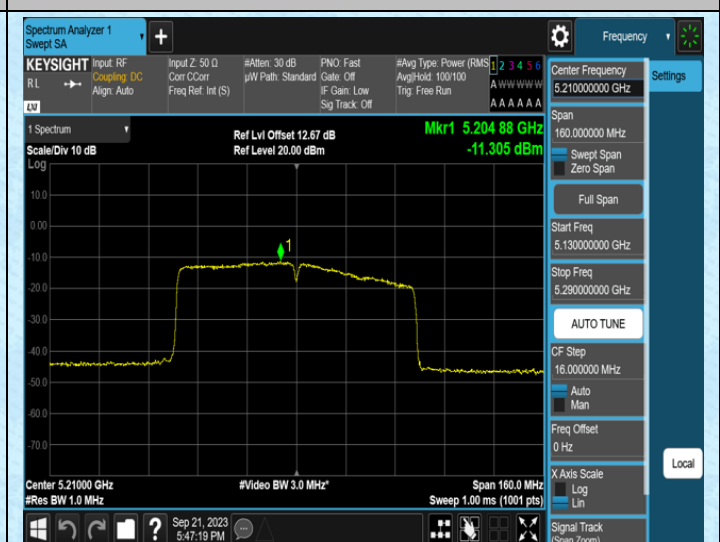 Spectrum Analyzer 1
Swept SA
Frequency
KEYSIGHT
RL
LXI
Input: RF
Coupling: DC
Align: Auto
Input Z: 50 Ω
Corr CCorr
Freq Ref: Int (S)
#Atten: 30 dB
µW Path: Standard
PNO: Fast
Gate: Off
IF Gain: Low
Sig Track: Off
#Avg Type: Power (RMS
Avg|Hold: 100/100
Trig: Free Run
1 2 3 4 5 6
A W W W W W
A A A A A A
1 Spectrum
Scale/Div 10 dB
Log
Ref Lvl Offset 12.67 dB
Ref Level 20.00 dBm
Mkr1 5.204 88 GHz
-11.305 dBm
10.0
0.00
-10.0
-20.0
-30.0
-40.0
-50.0
-60.0
-70.0
1
Center 5.21000 GHz
#Res BW 1.0 MHz
#Video BW 3.0 MHz*
Span 160.0 MHz
Sweep 1.00 ms (1001 pts)
Center Frequency
5.210000000 GHz
Span
160.000000 MHz
Swept Span
Zero Span
Full Span
Start Freq
5.130000000 GHz
Stop Freq
5.290000000 GHz
AUTO TUNE
CF Step
16.000000 MHz
Auto
Man
Freq Offset
0 Hz
X Axis Scale
Log
Lin
Signal Track
(Span Zoom)
Settings
Local
?
Sep 21, 2023
5:47:19 PM